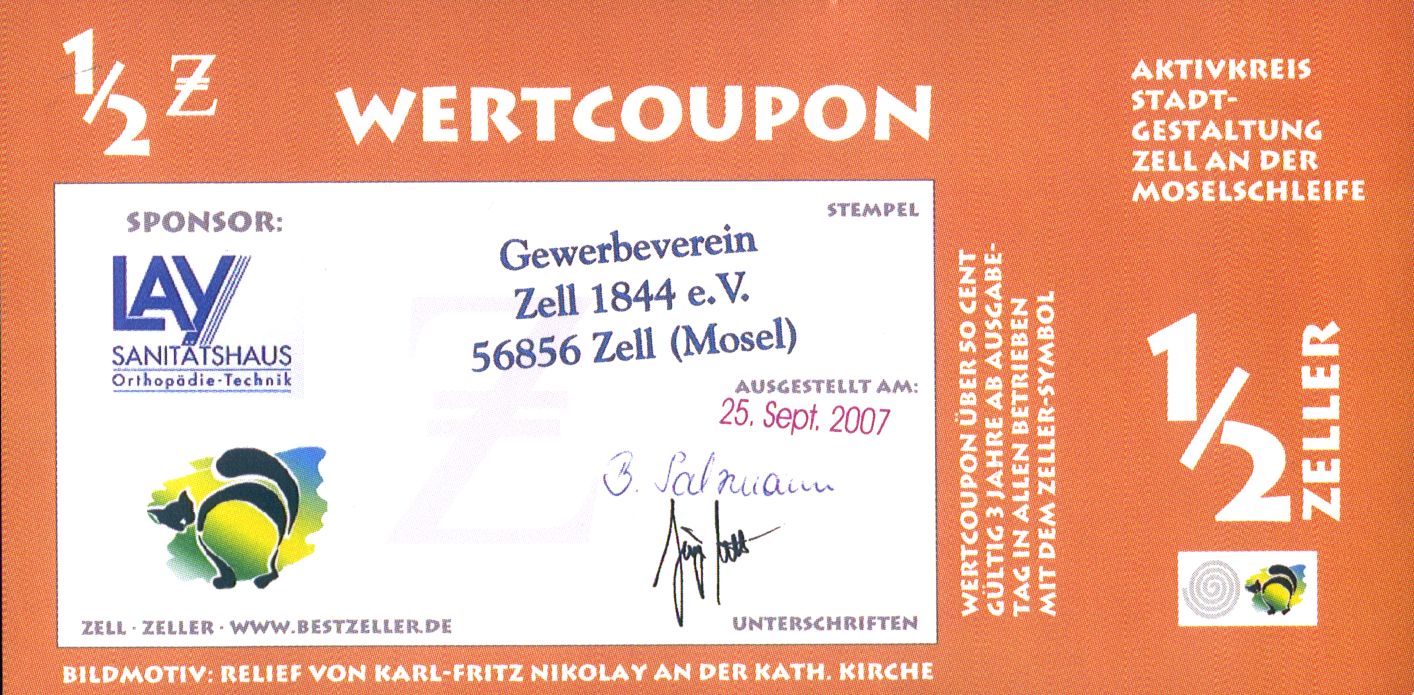 ½ Ƶ
WERTCOUPON
AKTIVKREIS
STADT-
GESTALTUNG
ZELL AN DER
MOSELSCHLEIFE
SPONSOR:
LAY
SANITÄTSHAUS
Orthopädie-Technik
STEMPEL
Gewerbeverein
Zell 1844 e.V.
56856 Zell (Mosel)
AUSGESTELLT AM:
25. Sept. 2007
B. Salzmann
UNTERSCHRIFTEN
ZELL · ZELLER · WWW.BESTZELLER.DE
BILDMOTIV: RELIEF VON KARL-FRITZ NIKOLAY AN DER KATH. KIRCHE
WERTCOUPON ÜBER 50 CENT
GÜLTIG 3 JAHRE AB AUSGABE-
TAG IN ALLEN BETRIEBEN
MIT DEM ZELLER-SYMBOL
½ ZELLER